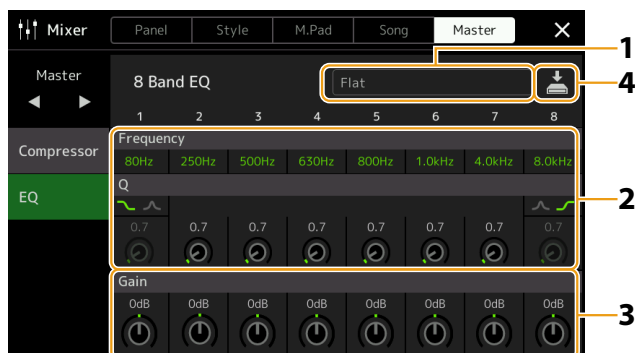 Mixer Panel Style M.Pad Song Master
1
Master 8 Band EQ Flat 4
1 2 3 4 5 6 7 8
Frequency
Compressor 80Hz 250Hz 500Hz 630Hz 800Hz 1.0kHz 4.0kHz 8.0kHz
EQ Q 2
0.7 0.7 0.7 0.7 0.7 0.7 0.7 0.7
Gain
0dB 0dB 0dB 0dB 0dB 0dB 0dB 0dB 3